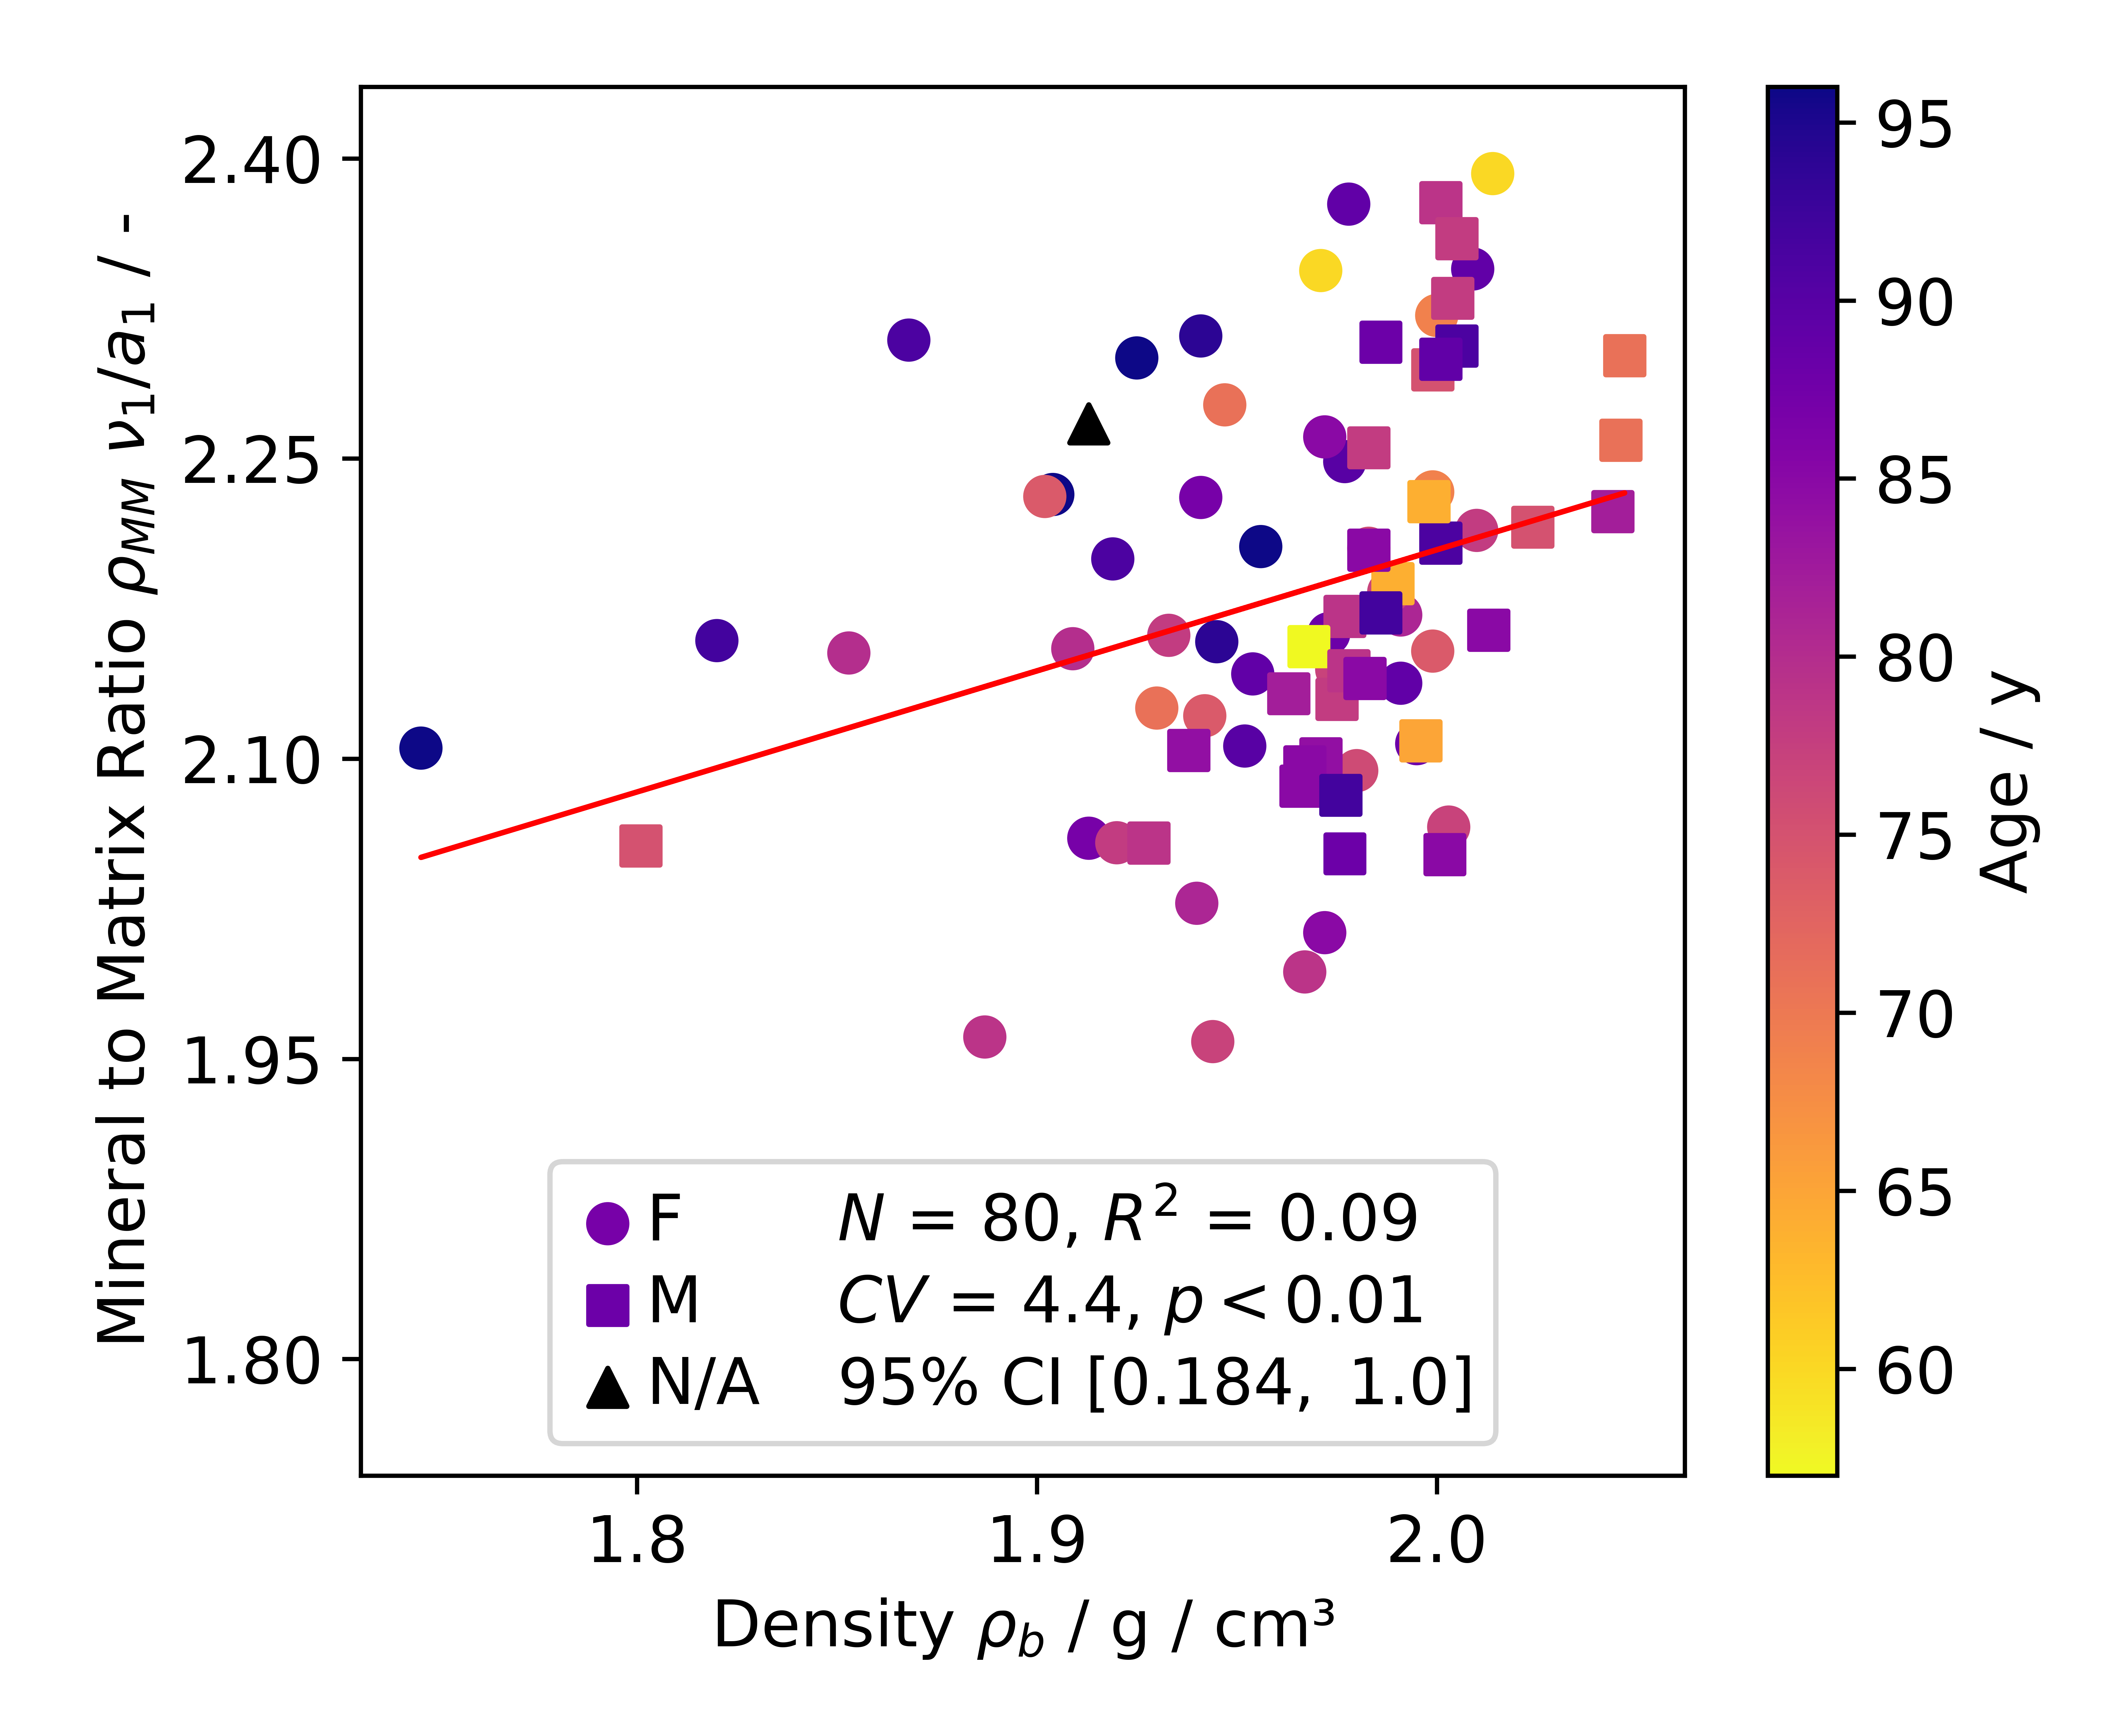 Mineral to Matrix Ratio ρ_MM ν₁/a₁ / -
2.40
2.25
2.10
1.95
1.80
F N = 80, R² = 0.09
M CV = 4.4, p < 0.01
N/A 95% CI [0.184, 1.0]
1.8 1.9 2.0
Density ρ_b / g / cm³
95
90
85
80
75
70
65
60
Age / y